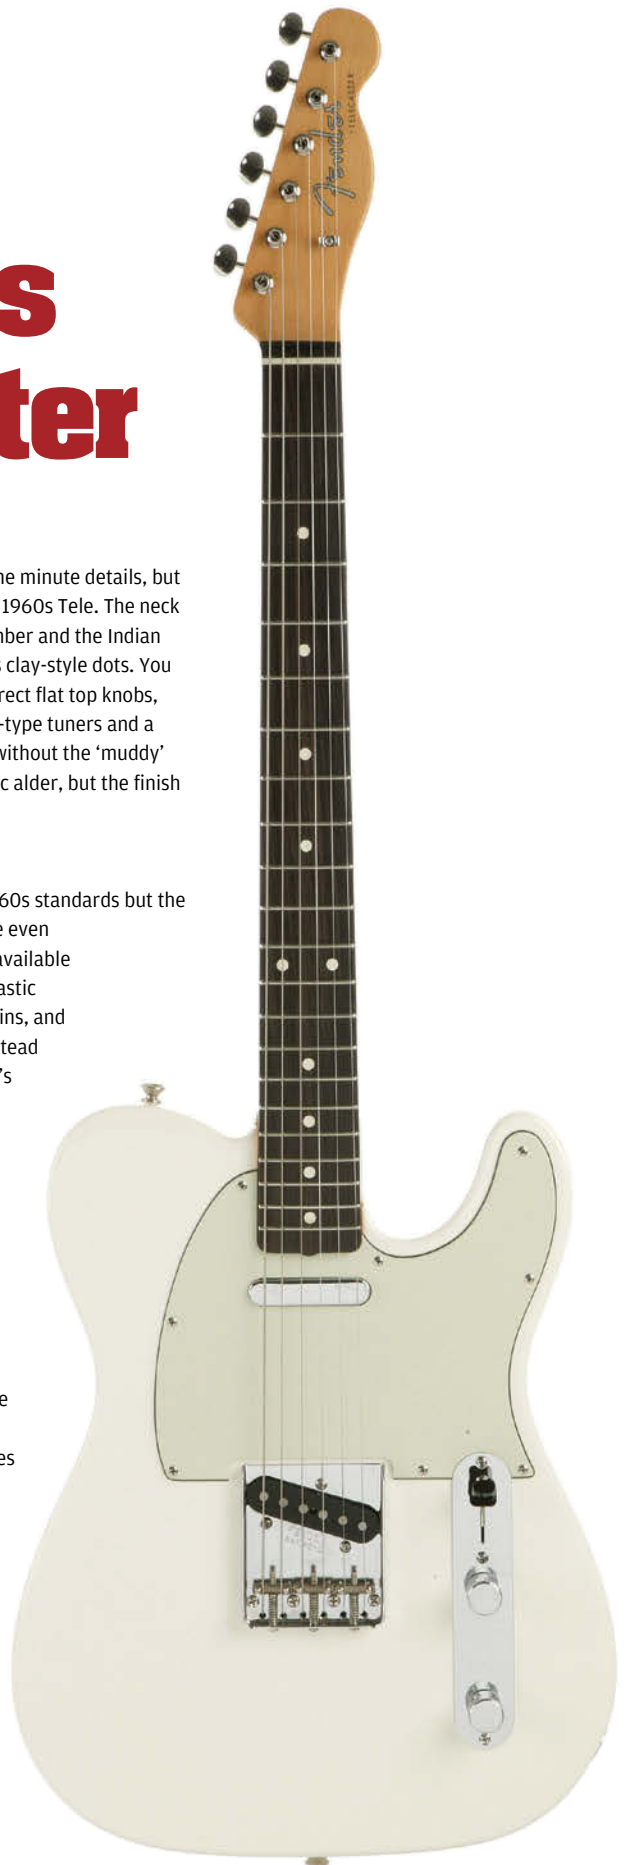 Fender
TELECASTER
s
ter
ne minute details, but
1960s Tele. The neck
nber and the Indian
s clay-style dots. You
rect flat top knobs,
-type tuners and a
without the ‘muddy’
c alder, but the finish
60s standards but the
e even
available
astic
ins, and
tead
’s
e
es